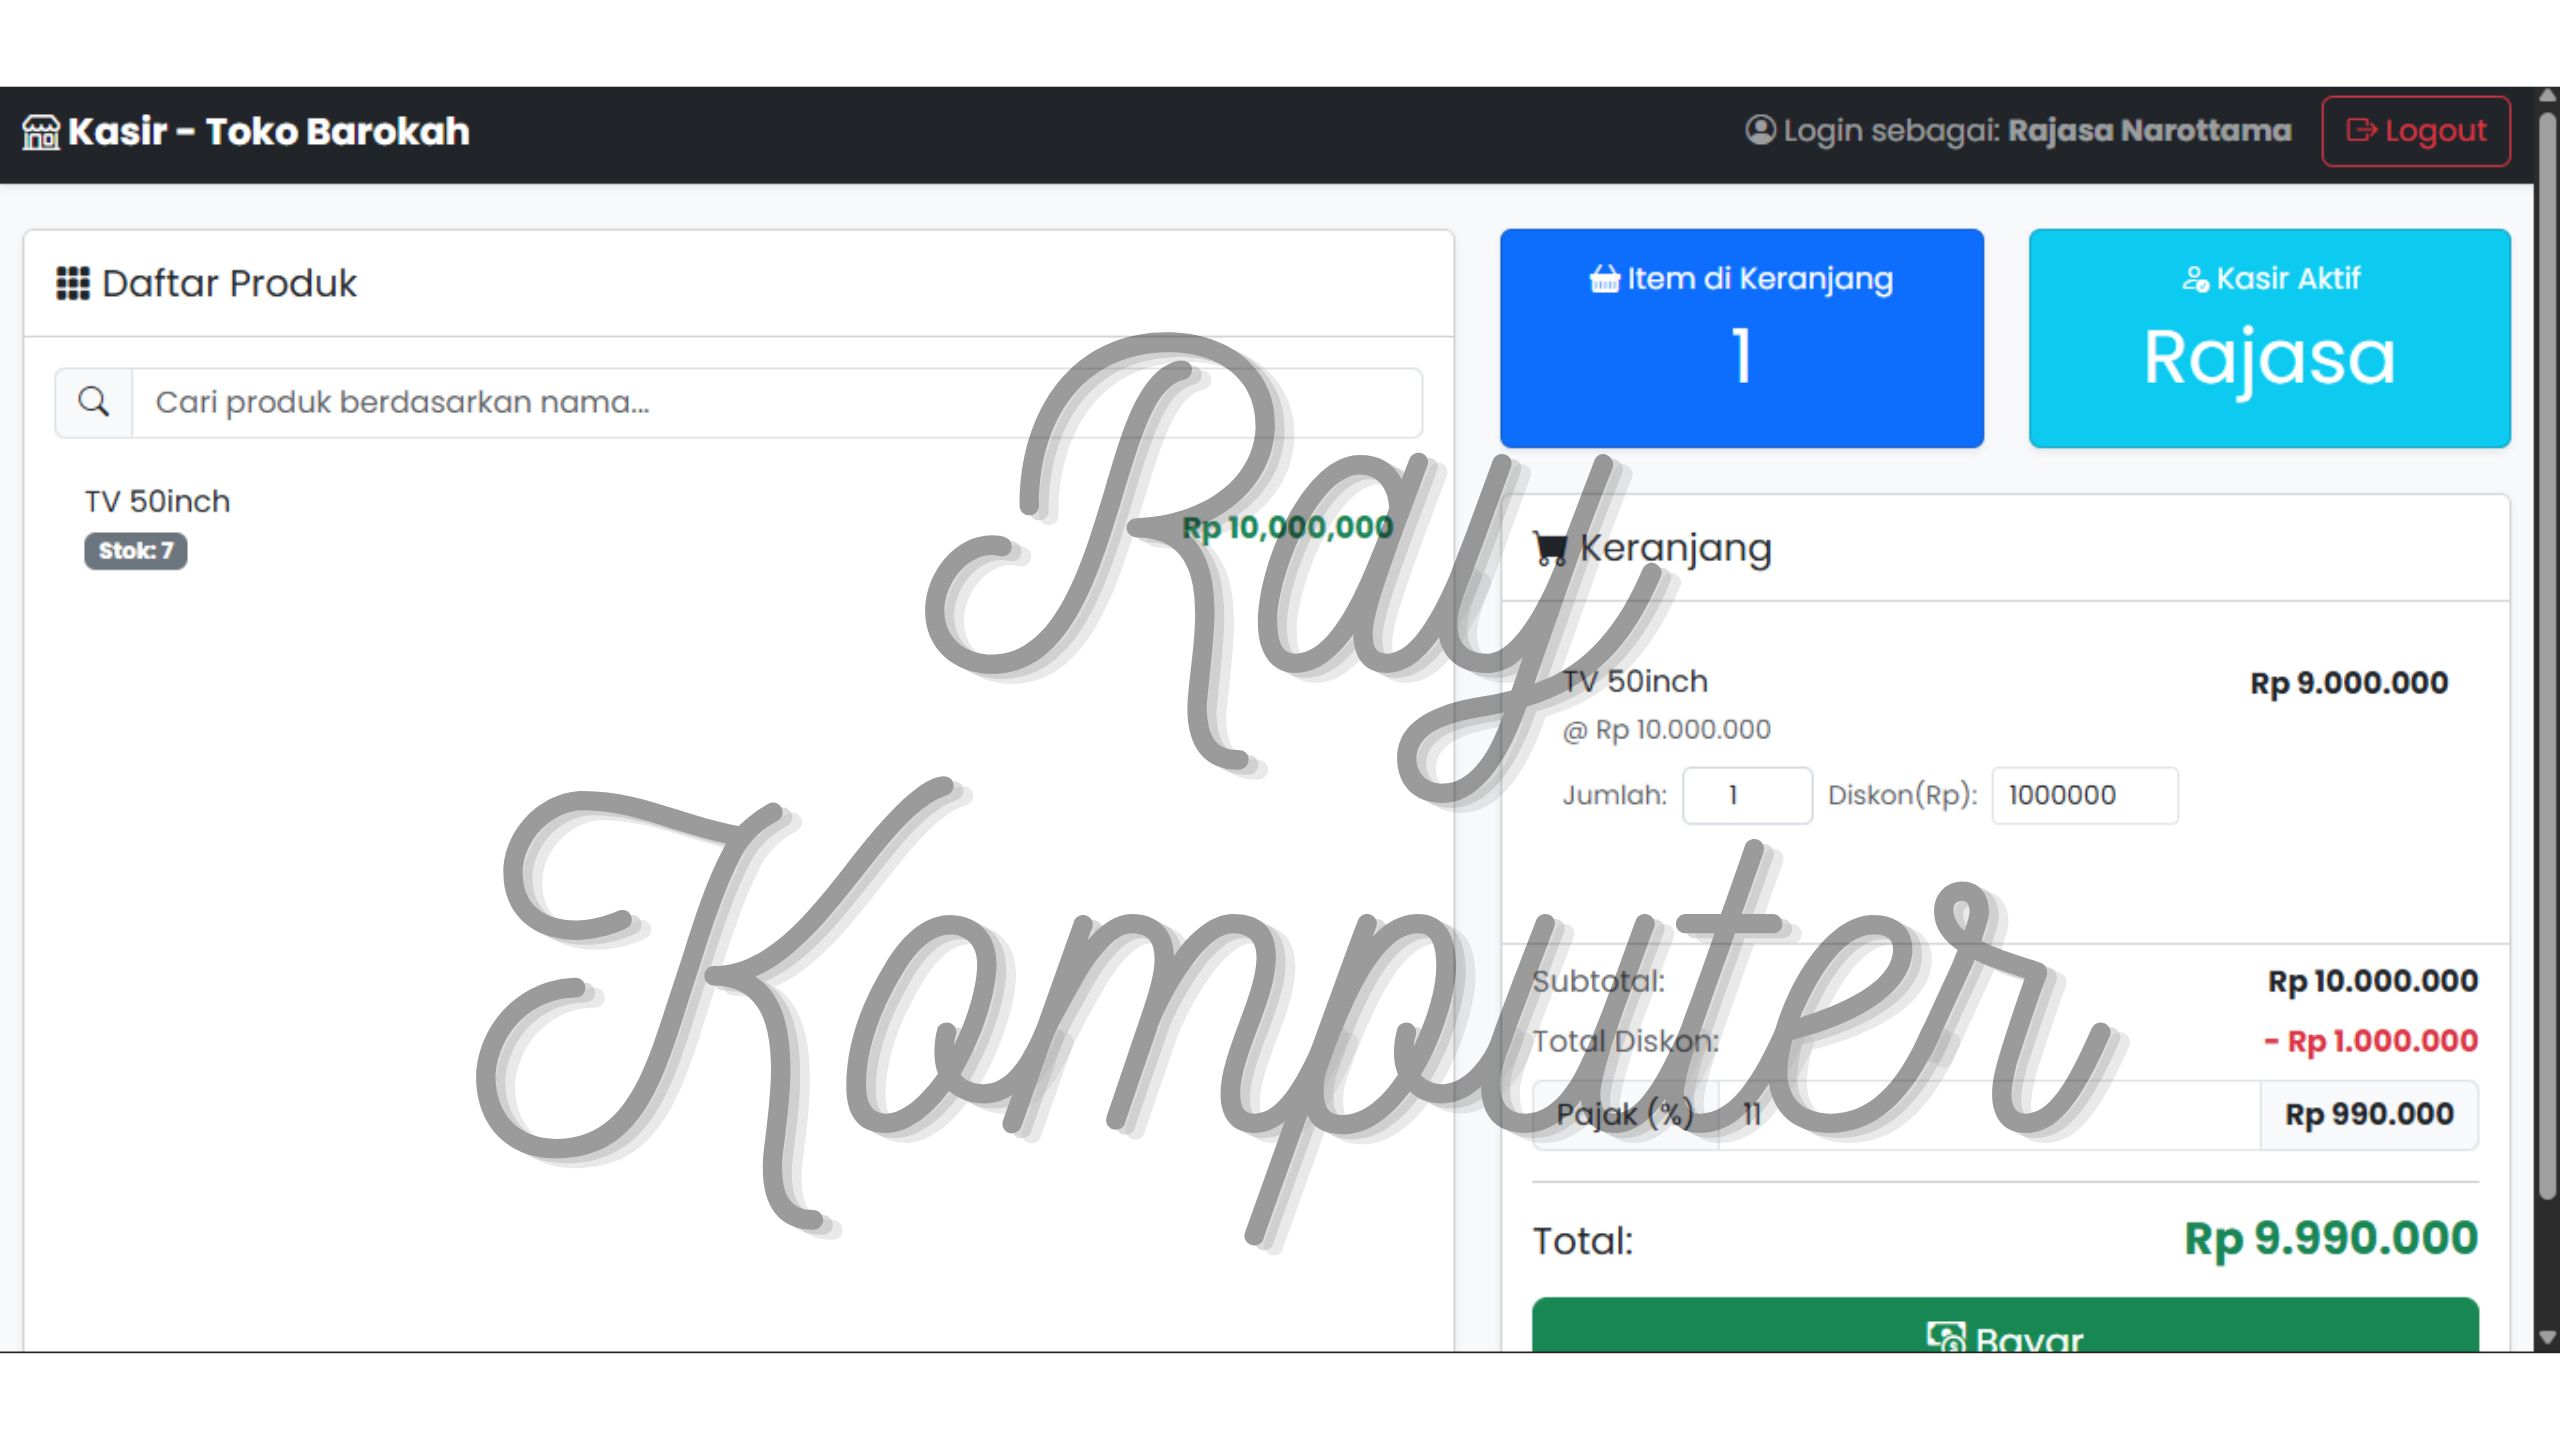 Kasir - Toko Barokah
Login sebagai: Rajasa Narottama
Logout
Daftar Produk
Cari produk berdasarkan nama...
TV 50inch
Stok: 7
Rp 10,000,000
Item di Keranjang
1
Kasir Aktif
Rajasa
Keranjang
TV 50inch
Rp 9.000.000
@ Rp 10.000.000
Jumlah: 1 Diskon(Rp): 1000000
Subtotal: Rp 10.000.000
Total Diskon: - Rp 1.000.000
Pajak (%) 11 Rp 990.000
Total: Rp 9.990.000
Bayar
Ray
Komputer